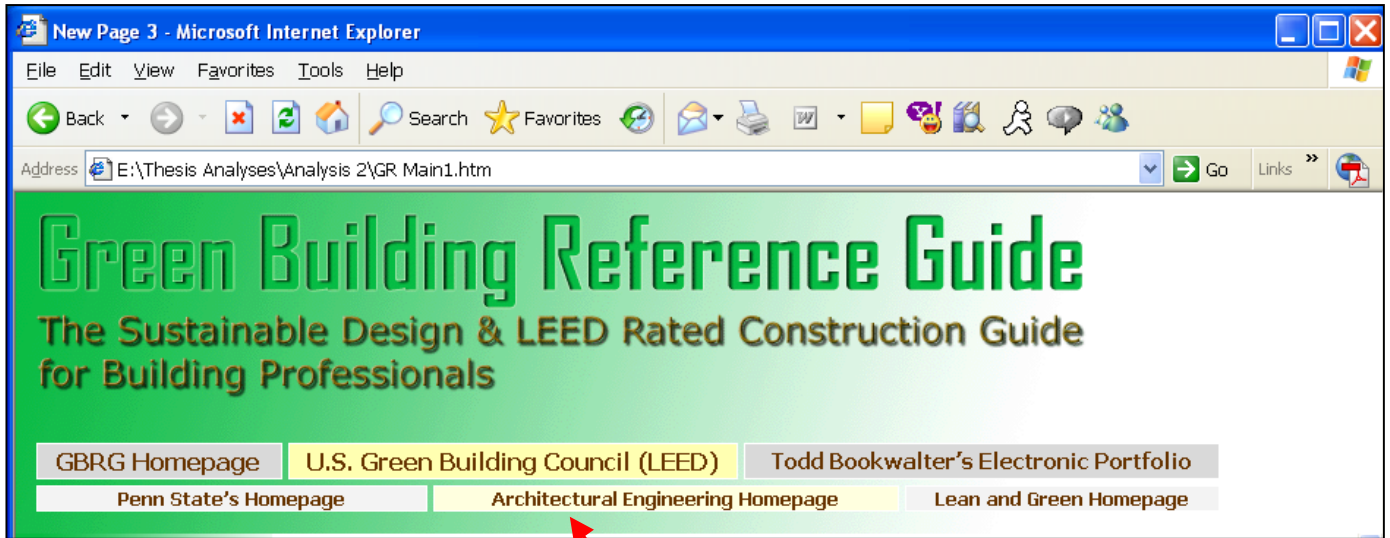 New Page 3 - Microsoft Internet Explorer
File Edit View Favorites Tools Help
Back Search Favorites W
Address E:\Thesis Analyses\Analysis 2\GR Main1.htm Go Links »
Green Building Reference Guide
The Sustainable Design & LEED Rated Construction Guide
for Building Professionals
GBRG Homepage U.S. Green Building Council (LEED) Todd Bookwalter's Electronic Portfolio
Penn State's Homepage Architectural Engineering Homepage Lean and Green Homepage